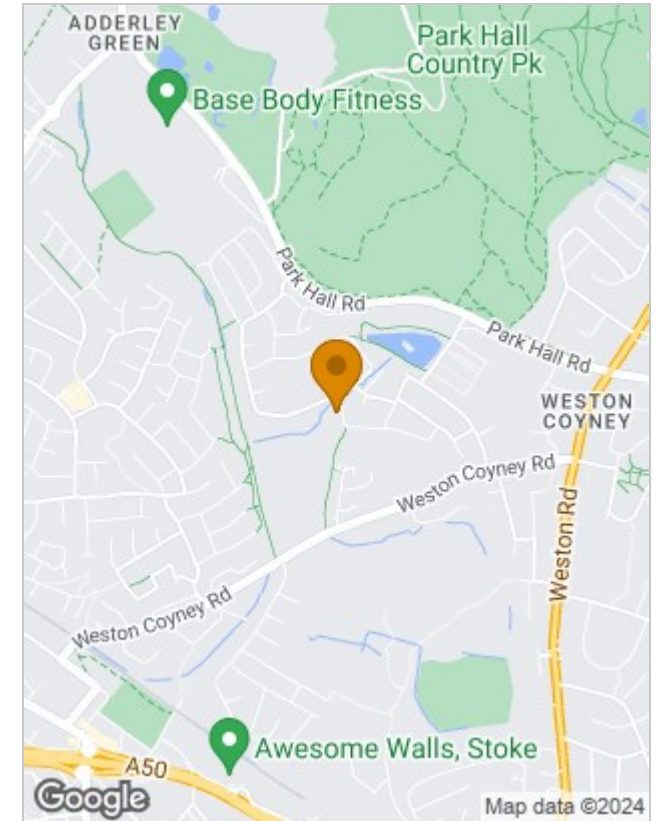 ADDERLEY
GREEN
Park Hall
Country Pk
Base Body Fitness
Park Hall Rd
Park Hall Rd
WESTON
COYNEY
Weston Coyney Rd
Weston Rd
Weston Coyney Rd
Awesome Walls, Stoke
A50
Google
Map data ©2024